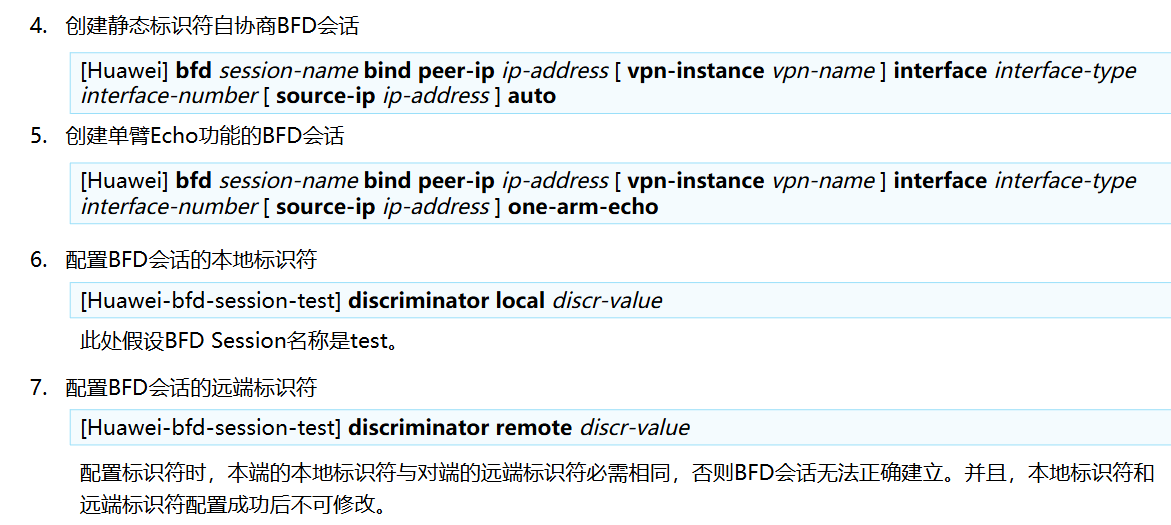 4. 创建静态标识符自协商BFD会话
[Huawei] bfd session-name bind peer-ip ip-address [ vpn-instance vpn-name ] interface interface-type
interface-number [ source-ip ip-address ] auto
5. 创建单臂Echo功能的BFD会话
[Huawei] bfd session-name bind peer-ip ip-address [ vpn-instance vpn-name ] interface interface-type
interface-number [ source-ip ip-address ] one-arm-echo
6. 配置BFD会话的本地标识符
[Huawei-bfd-session-test] discriminator local discr-value
此处假设BFD Session名称是test。
7. 配置BFD会话的远端标识符
[Huawei-bfd-session-test] discriminator remote discr-value
配置标识符时，本端的本地标识符与对端的远端标识符必需相同，否则BFD会话无法正确建立。并且，本地标识符和
远端标识符配置成功后不可修改。